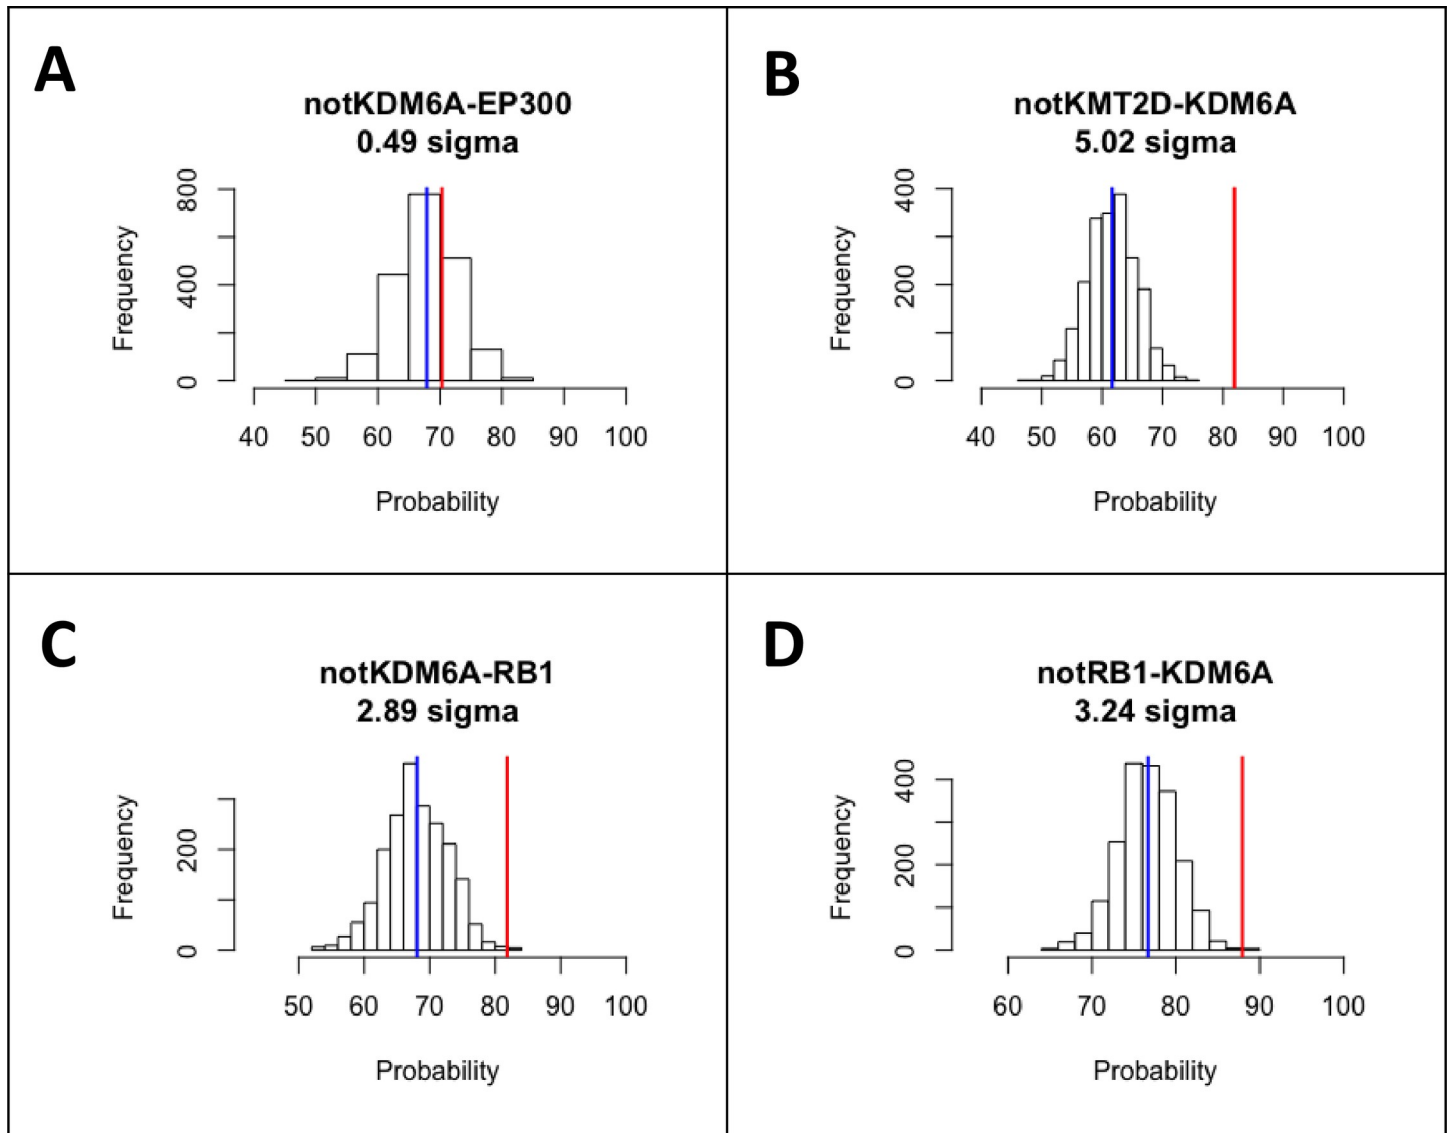 A
notKDM6A-EP300
0.49 sigma
Frequency
0 400 800
40 50 60 70 80 90 100
Probability
B
notKMT2D-KDM6A
5.02 sigma
Frequency
0 200 400
40 50 60 70 80 90 100
Probability
C
notKDM6A-RB1
2.89 sigma
Frequency
0 200
50 60 70 80 90 100
Probability
D
notRB1-KDM6A
3.24 sigma
Frequency
0 200 400
60 70 80 90 100
Probability